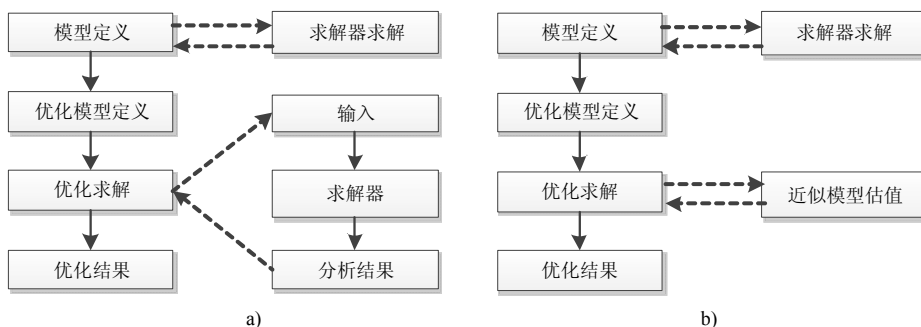 模型定义
求解器求解
优化模型定义
输入
优化求解
求解器
优化结果
分析结果
a)
模型定义
求解器求解
优化模型定义
优化求解
近似模型估值
优化结果
b)